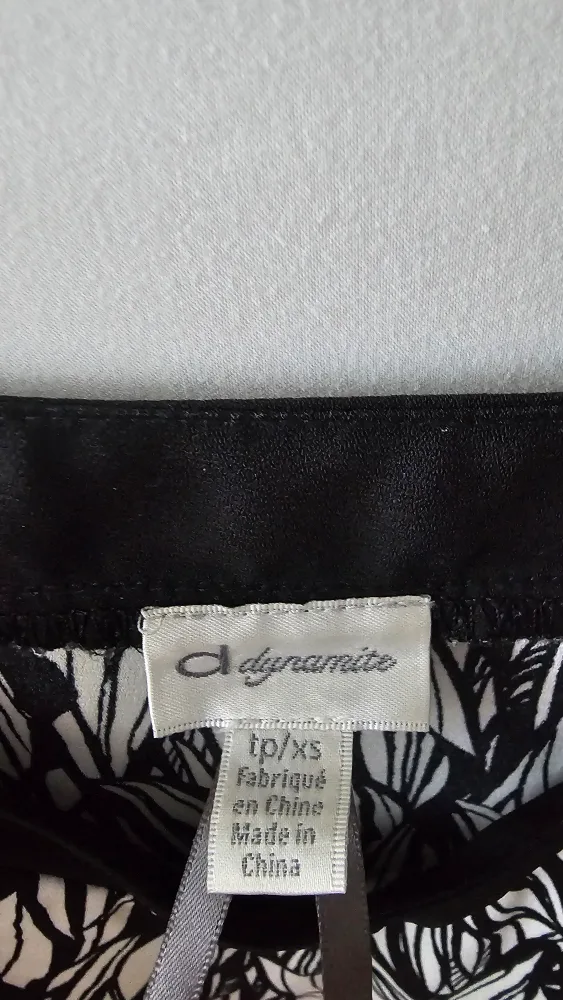 d dynamite
tp/xs
Fabriqué
en Chine
Made in
China